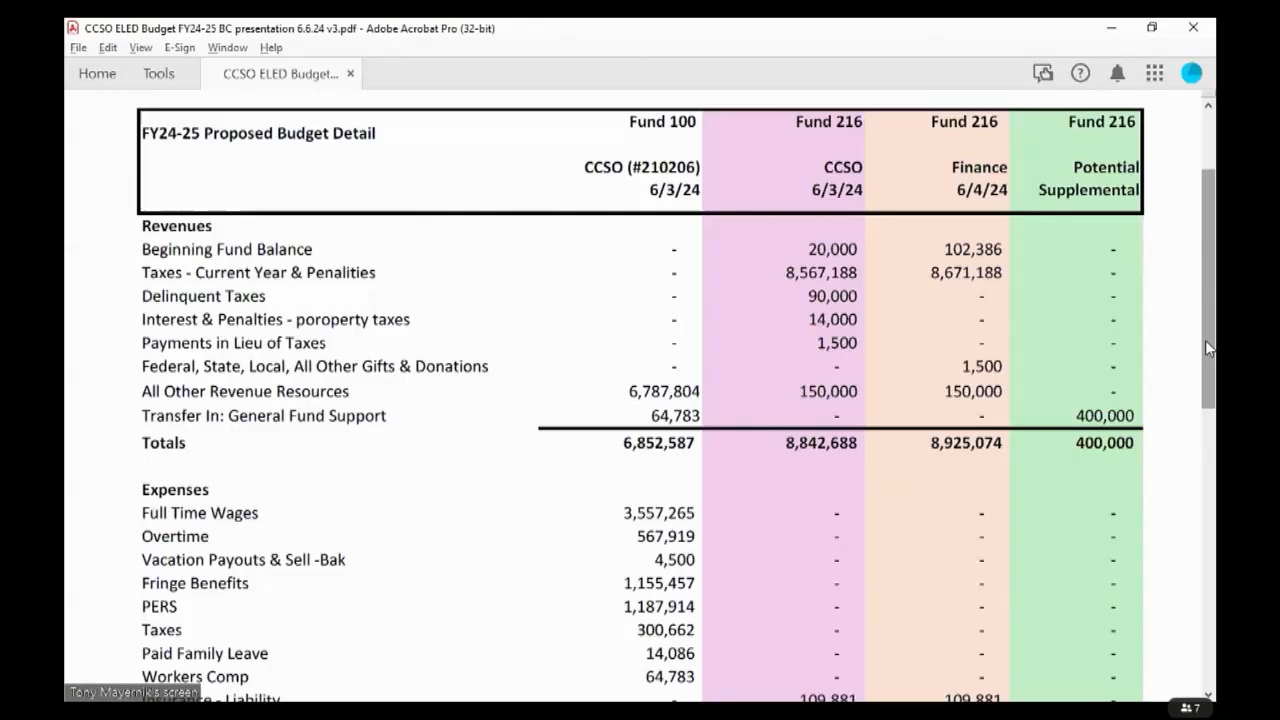 CCSO ELED Budget FY24-25 BC presentation 6.6.24 v3.pdf - Adobe Acrobat Pro (32-bit)
File Edit View E-Sign Window Help
Home Tools CCSO ELED Budget... ×
Fund 100 Fund 216 Fund 216 Fund 216
FY24-25 Proposed Budget Detail
CCSO (#210206) CCSO Finance Potential
6/3/24 6/3/24 6/4/24 Supplemental
Revenues
Beginning Fund Balance - 20,000 102,386 -
Taxes - Current Year & Penalities - 8,567,188 8,671,188 -
Delinquent Taxes - 90,000 - -
Interest & Penalties - poroperty taxes - 14,000 - -
Payments in Lieu of Taxes - 1,500 - -
Federal, State, Local, All Other Gifts & Donations - - 1,500 -
All Other Revenue Resources 6,787,804 150,000 150,000 -
Transfer In: General Fund Support 64,783 - - 400,000
Totals 6,852,587 8,842,688 8,925,074 400,000
Expenses
Full Time Wages 3,557,265 - - -
Overtime 567,919 - - -
Vacation Payouts & Sell -Bak 4,500 - - -
Fringe Benefits 1,155,457 - - -
PERS 1,187,914 - - -
Taxes 300,662 - - -
Paid Family Leave 14,086 - - -
Workers Comp 64,783 - - -
Insurance - Liability - 109,881 109,881 -
Tony Mayernik's screen
7